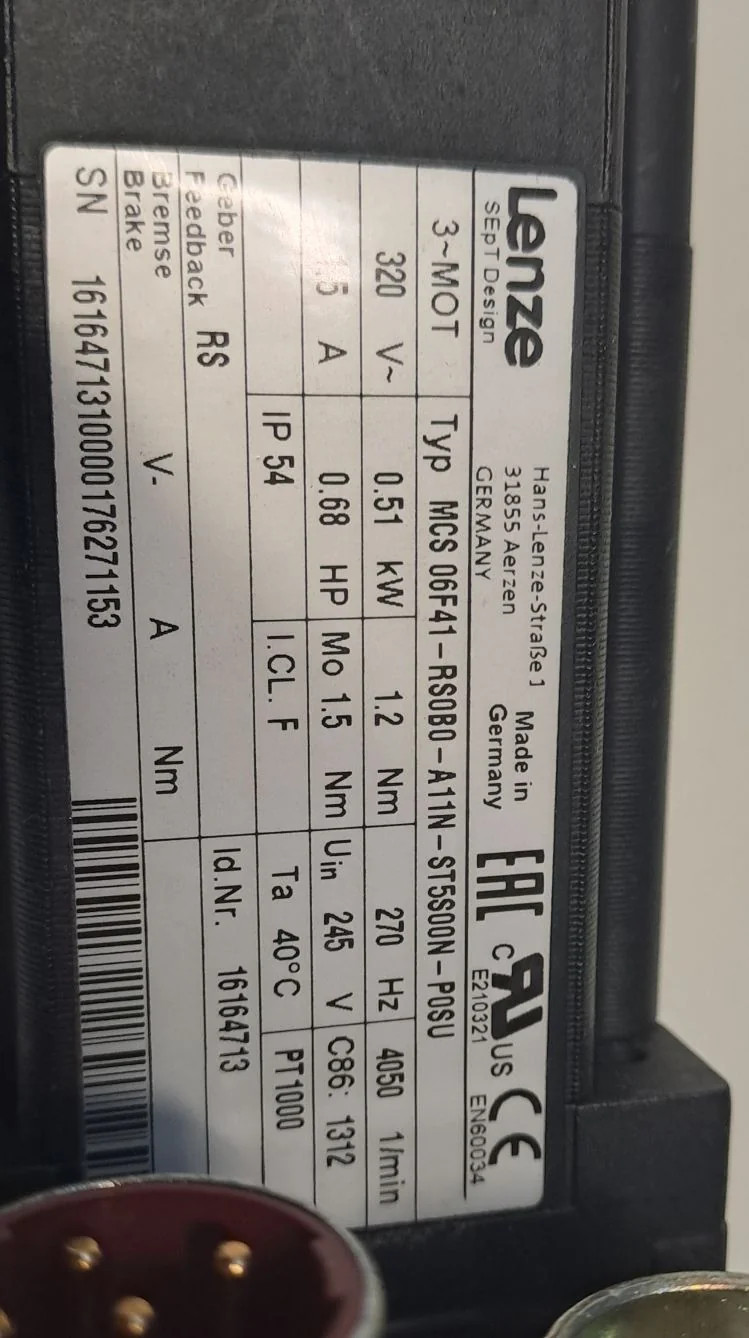 Lenze
SEpT Design
Hans-Lenze-Straße 1
31855 Aerzen
GERMANY
Made in
Germany
EAC
C UR US
E210321
CE
EN60034
3~MOT Typ MCS 06F41-RS0B0-A11N-ST5S00N-P0SU
320 V~ 0.51 kW 1.2 Nm 270 Hz 4050 1/min
A 0.68 HP Mo 1.5 Nm Uin 245 V C86: 1312
IP 54 I.CL. F Ta 40°C PT1000
Geber
Feedback RS Id.Nr. 16164713
Bremse
Brake V- A Nm
SN 1616471310000176271153